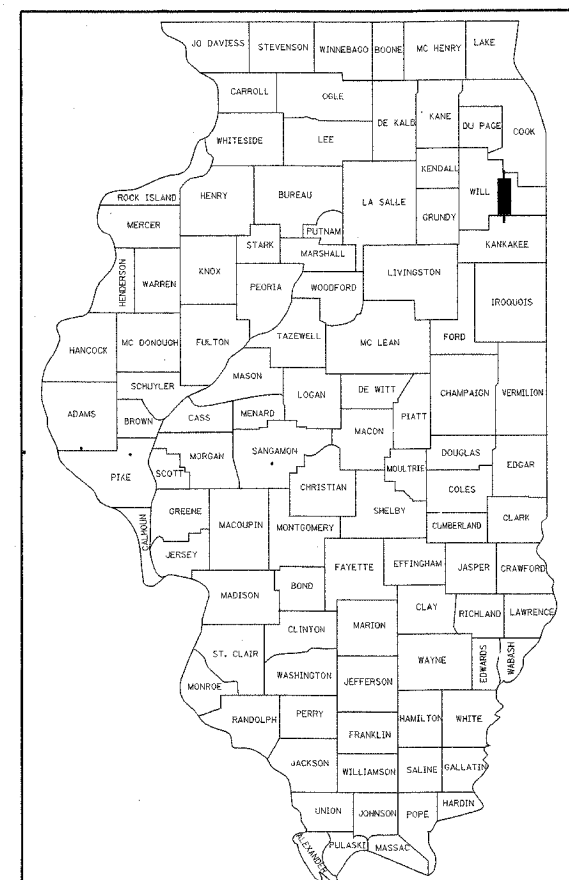 JO DAVIESS
STEVENSON
WINNEBAGO
BOONE
MC HENRY
LAKE
CARROLL
OGLE
DE KALB
KANE
DU PAGE
COOK
WHITESIDE
LEE
KENDALL
WILL
ROCK ISLAND
HENRY
BUREAU
LA SALLE
GRUNDY
MERCER
PUTNAM
KANKAKEE
STARK
MARSHALL
HENDERSON
WARREN
KNOX
PEORIA
WOODFORD
LIVINGSTON
IROQUOIS
HANCOCK
MC DONOUGH
FULTON
TAZEWELL
MC LEAN
FORD
SCHUYLER
MASON
LOGAN
DE WITT
CHAMPAIGN
VERMILION
ADAMS
BROWN
CASS
MENARD
MACON
PIATT
PIKE
SCOTT
MORGAN
SANGAMON
CHRISTIAN
MOULTRIE
DOUGLAS
EDGAR
COLES
CALHOUN
GREENE
MACOUPIN
MONTGOMERY
SHELBY
CUMBERLAND
CLARK
JERSEY
FAYETTE
EFFINGHAM
JASPER
CRAWFORD
MADISON
BOND
CLAY
RICHLAND
LAWRENCE
CLINTON
MARION
ST. CLAIR
WAYNE
EDWARDS
WABASH
MONROE
WASHINGTON
JEFFERSON
RANDOLPH
PERRY
HAMILTON
WHITE
FRANKLIN
JACKSON
WILLIAMSON
SALINE
GALLATIN
UNION
JOHNSON
POPE
HARDIN
ALEXANDER
PULASKI
MASSAC